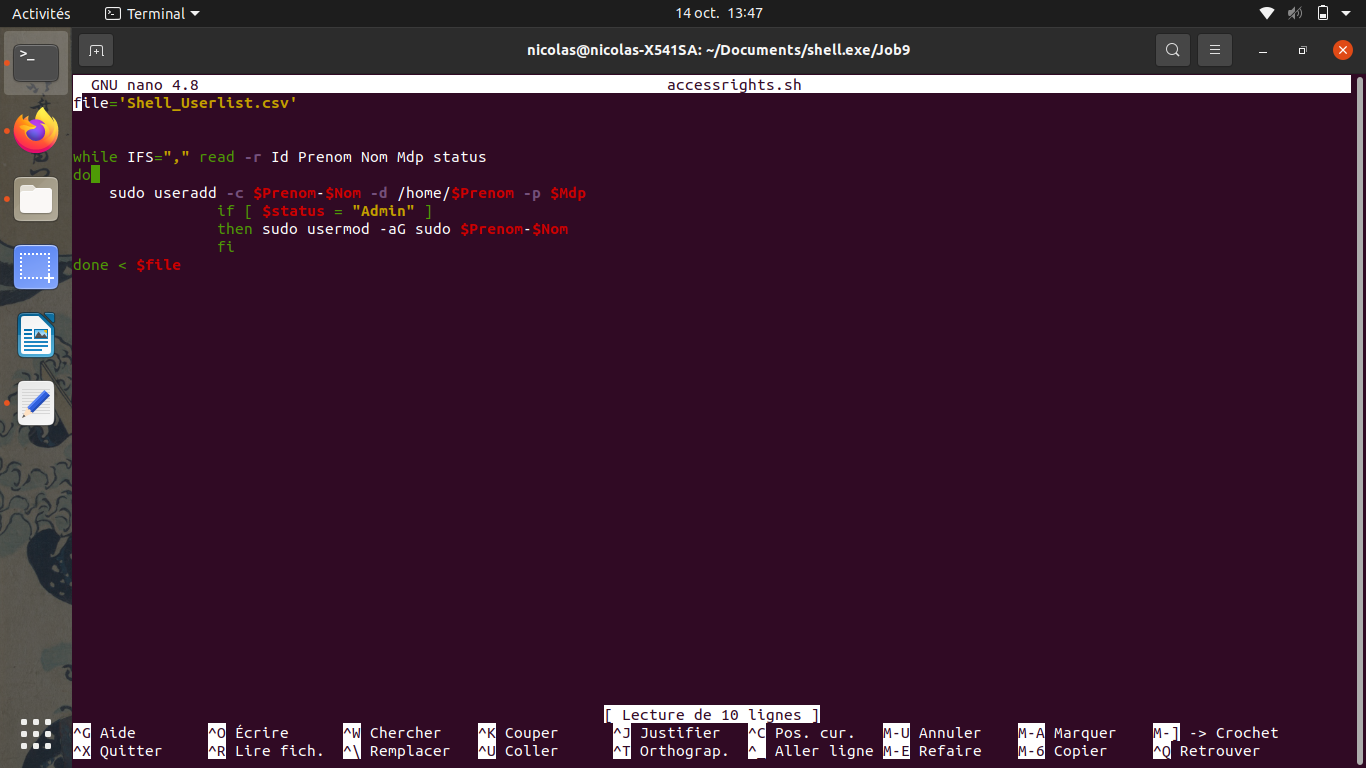 Activités Terminal 14 oct. 13:47
nicolas@nicolas-X541SA: ~/Documents/shell.exe/Job9
GNU nano 4.8 accessrights.sh
file='Shell_Userlist.csv'
while IFS="," read -r Id Prenom Nom Mdp status
do
sudo useradd -c $Prenom-$Nom -d /home/$Prenom -p $Mdp
if [ $status = "Admin" ]
then sudo usermod -aG sudo $Prenom-$Nom
fi
done < $file
[ Lecture de 10 lignes ]
^G Aide ^O Écrire ^W Chercher ^K Couper ^J Justifier ^C Pos. cur. M-U Annuler M-A Marquer M-] -> Crochet
^X Quitter ^R Lire fich. ^\ Remplacer ^U Coller ^T Orthograp. ^_ Aller ligne M-E Refaire M-6 Copier ^Q Retrouver